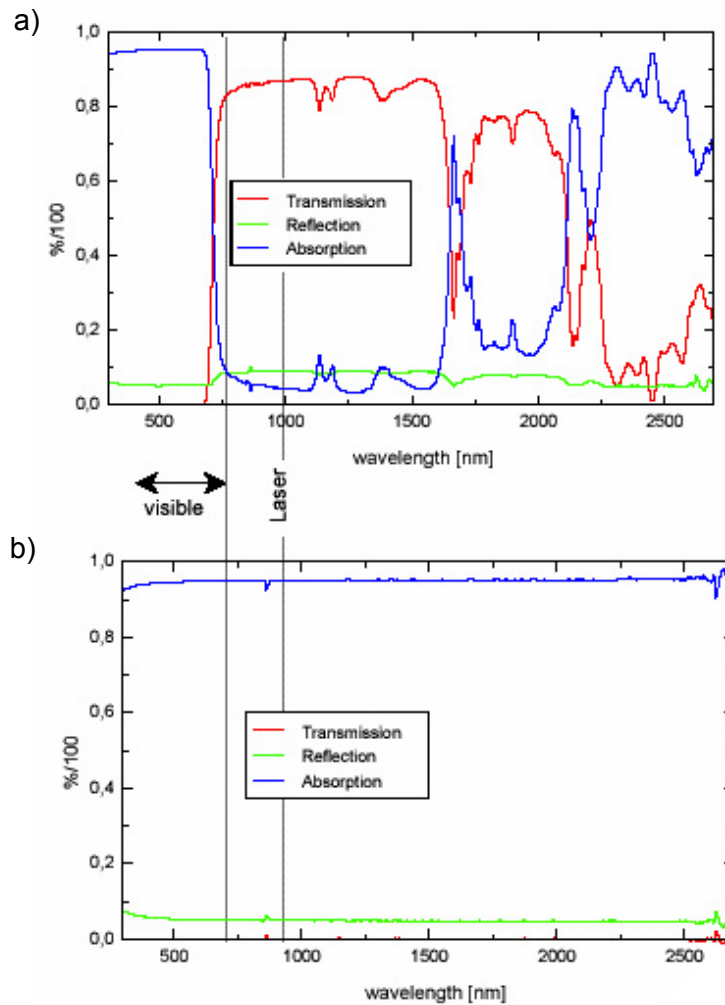 a)
1,0
0,8
0,6
0,4
0,2
0,0
%/100
Transmission
Reflection
Absorption
500
1000
1500
2000
2500
wavelength [nm]
visible
Laser
b)
1,0
0,8
0,6
0,4
0,2
0,0
%/100
Transmission
Reflection
Absorption
500
1000
1500
2000
2500
wavelength [nm]